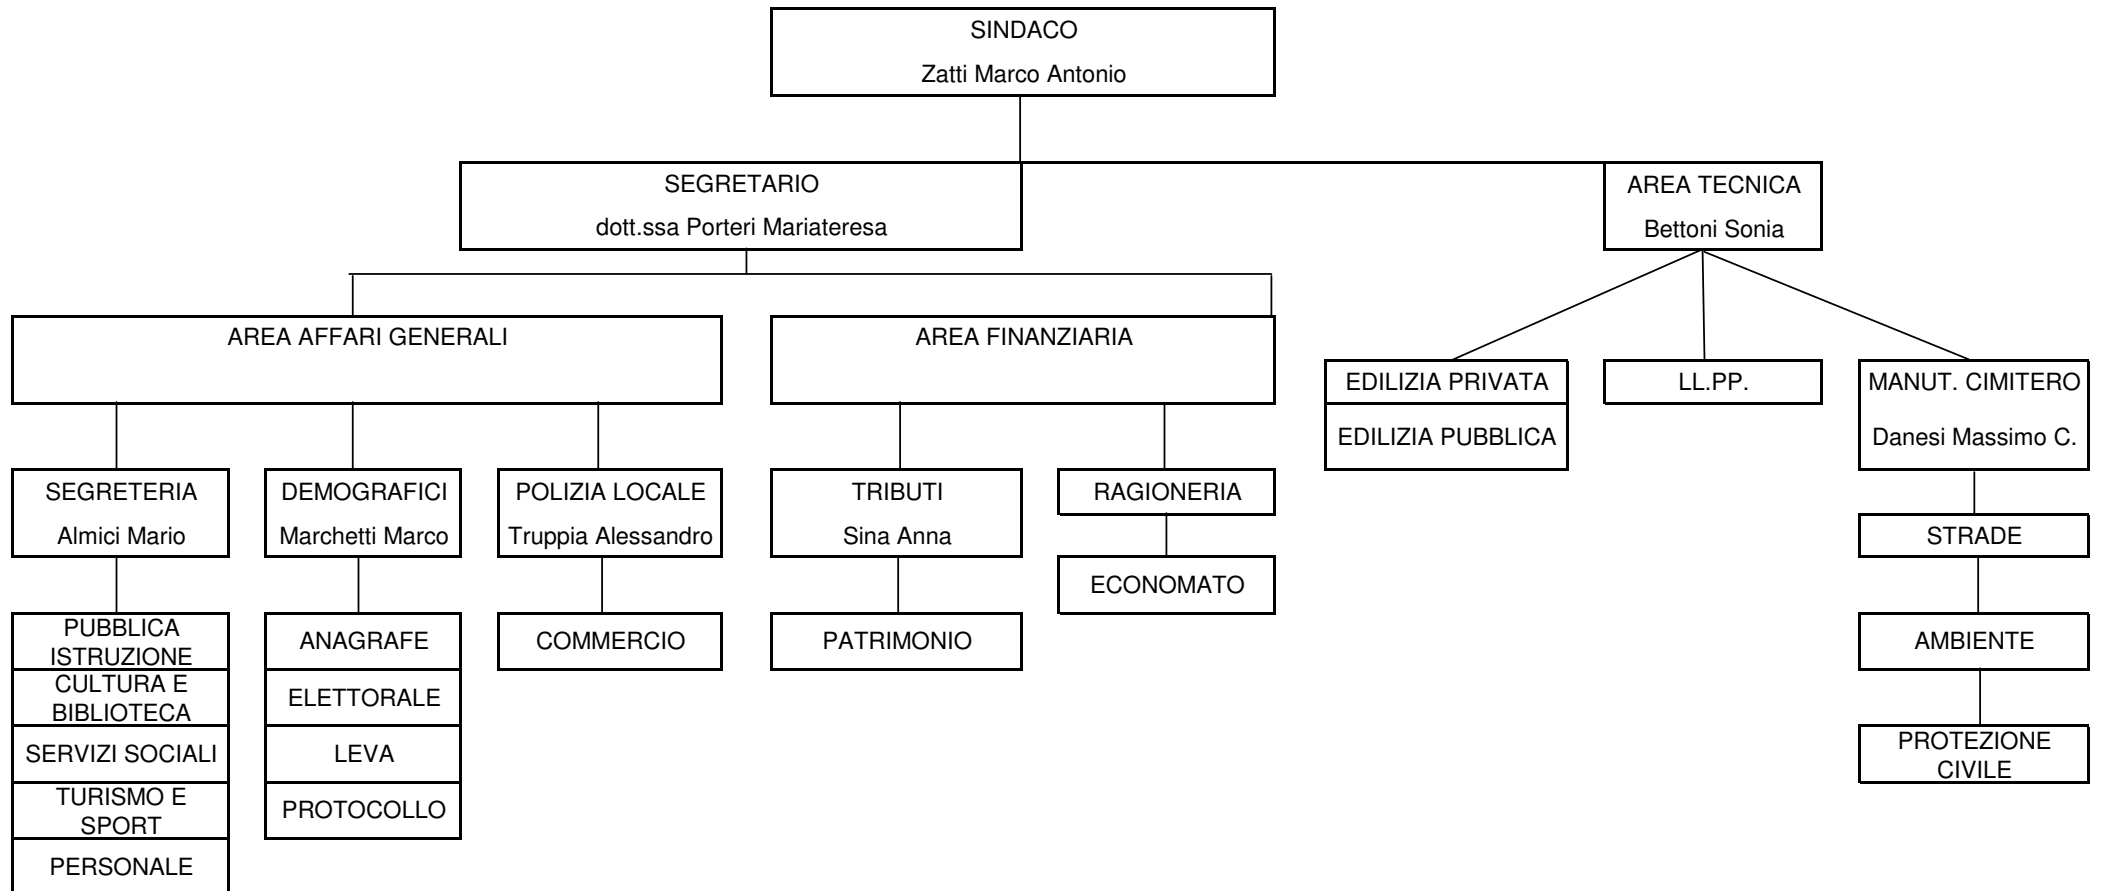 SINDACO
Zatti Marco Antonio
SEGRETARIO
dott.ssa Porteri Mariateresa
AREA TECNICA
Bettoni Sonia
AREA AFFARI GENERALI
AREA FINANZIARIA
EDILIZIA PRIVATA
EDILIZIA PUBBLICA
LL.PP.
MANUT. CIMITERO
Danesi Massimo C.
SEGRETERIA
Almici Mario
DEMOGRAFICI
Marchetti Marco
POLIZIA LOCALE
Truppia Alessandro
TRIBUTI
Sina Anna
RAGIONERIA
ECONOMATO
STRADE
PUBBLICA
ISTRUZIONE
CULTURA E
BIBLIOTECA
SERVIZI SOCIALI
TURISMO E
SPORT
PERSONALE
ANAGRAFE
ELETTORALE
LEVA
PROTOCOLLO
COMMERCIO
PATRIMONIO
AMBIENTE
PROTEZIONE
CIVILE